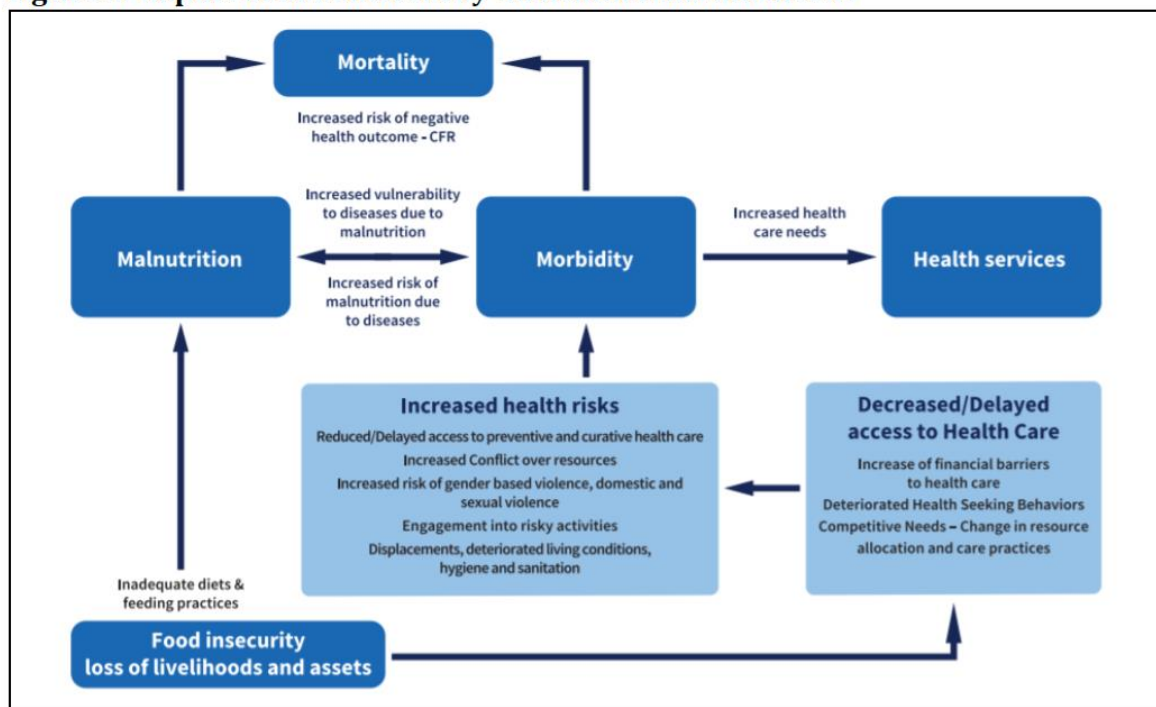 Mortality
Increased risk of negative
health outcome - CFR
Increased vulnerability
to diseases due to
malnutrition
Malnutrition
Increased risk of
malnutrition due
to diseases
Morbidity
Increased health
care needs
Health services
Increased health risks
Reduced/Delayed access to preventive and curative health care
Increased Conflict over resources
Increased risk of gender based violence, domestic and
sexual violence
Engagement into risky activities
Displacements, deteriorated living conditions,
hygiene and sanitation
Decreased/Delayed
access to Health Care
Increase of financial barriers
to health care
Deteriorated Health Seeking Behaviors
Competitive Needs – Change in resource
allocation and care practices
Inadequate diets &
feeding practices
Food insecurity
loss of livelihoods and assets